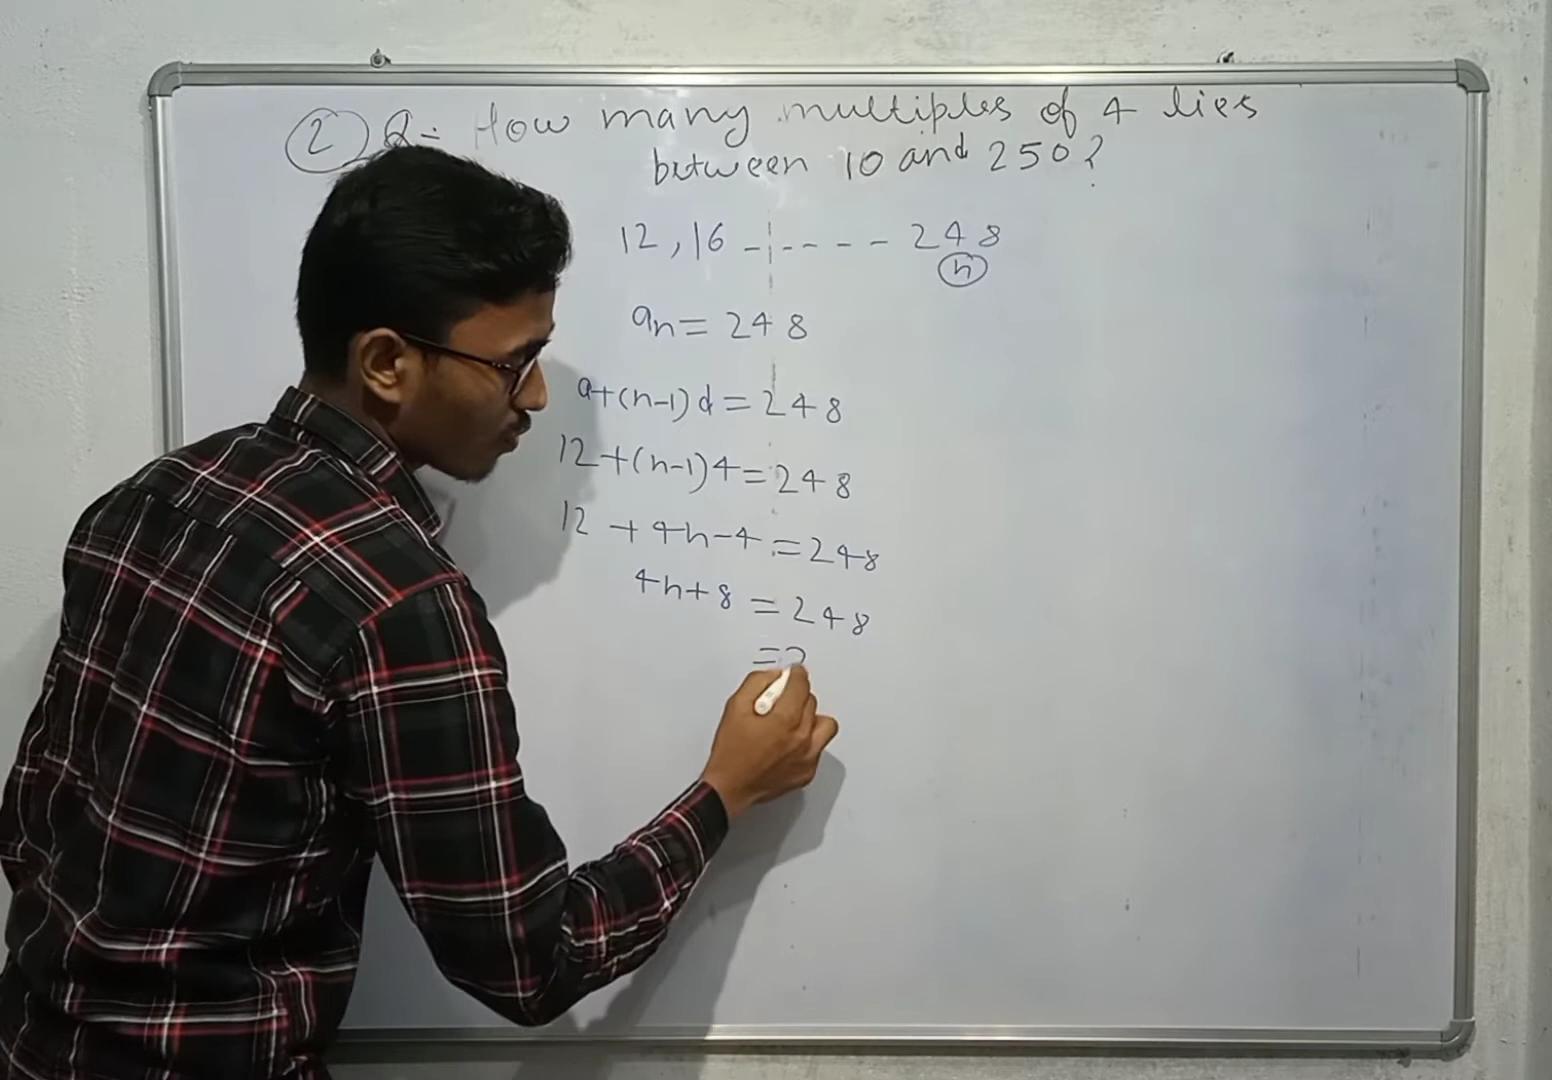 ② Q:- How many multiples of 4 lies
between 10 and 250?
12, 16 - - - - - 248
ⓝ
an = 248
a+(n-1)d = 248
12+(n-1)4 = 248
12 + 4n-4 = 248
4n+8 = 248
= 2